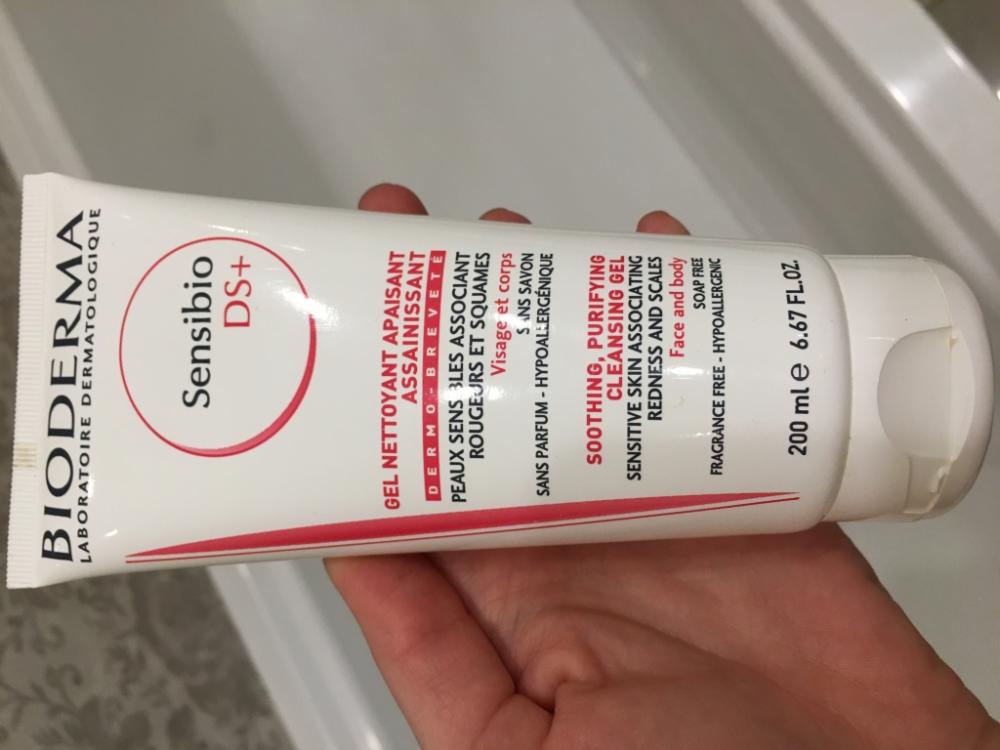 BIODERMA
LABORATOIRE DERMATOLOGIQUE
Sensibio
DS+
GEL NETTOYANT APAISANT
ASSAINISSANT
DERMO-BREVETÉ
PEAUX SENSIBLES ASSOCIANT
ROUGEURS ET SQUAMES
Visage et corps
SANS SAVON
SANS PARFUM - HYPOALLERGÉNIQUE
SOOTHING, PURIFYING
CLEANSING GEL
SENSITIVE SKIN ASSOCIATING
REDNESS AND SCALES
Face and body
SOAP FREE
FRAGRANCE FREE - HYPOALLERGENIC
200 ml e 6.67 FL.OZ.